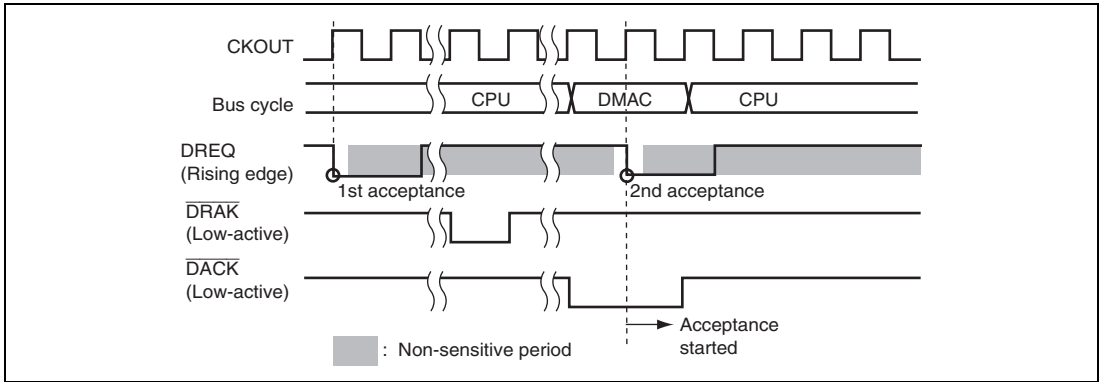 CKOUT
Bus cycle
CPU
DMAC
CPU
DREQ
(Rising edge)
1st acceptance
2nd acceptance
DRAK
(Low-active)
DACK
(Low-active)
Acceptance
started
: Non-sensitive period